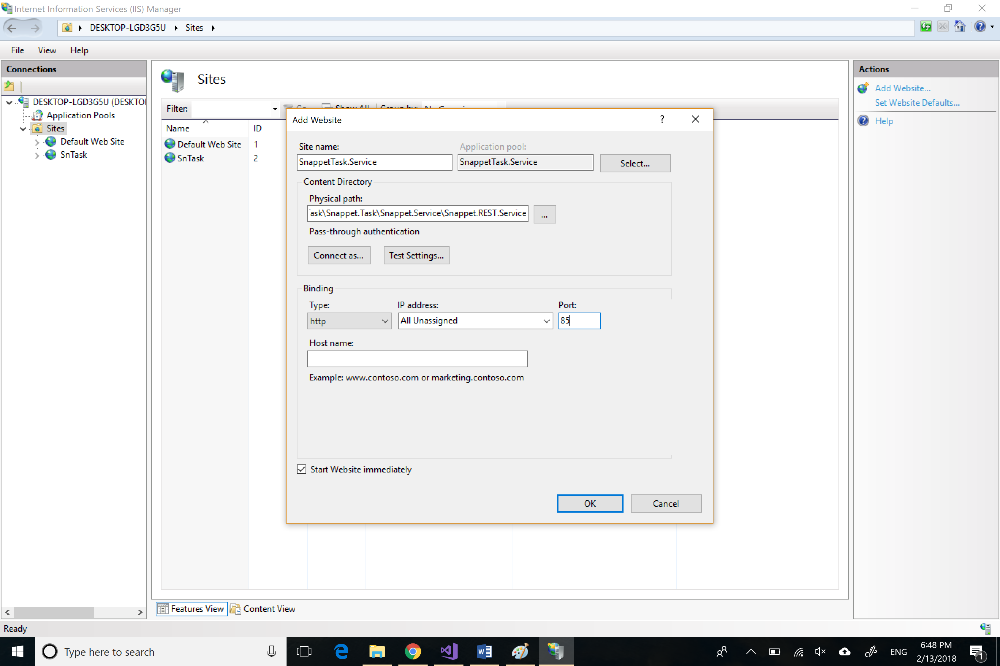 Internet Information Services (IIS) Manager
DESKTOP-LGD3G5U Sites
File View Help
Connections
DESKTOP-LGD3G5U (DESKTO
Application Pools
Sites
Default Web Site
SnTask
Sites
Filter: Go Show All Group by:
Name ID
Default Web Site 1
SnTask 2
Add Website ?
Site name:
SnappetTask.Service
Application pool:
SnappetTask.Service
Select...
Content Directory
Physical path:
ask\Snappet.Task\Snappet.Service\Snappet.REST.Service
...
Pass-through authentication
Connect as... Test Settings...
Binding
Type: IP address: Port:
http All Unassigned 85
Host name:
Example: www.contoso.com or marketing.contoso.com
Start Website immediately
OK Cancel
Features View Content View
Actions
Add Website...
Set Website Defaults...
Help
Ready
Type here to search
ENG
6:48 PM
2/13/2018
1